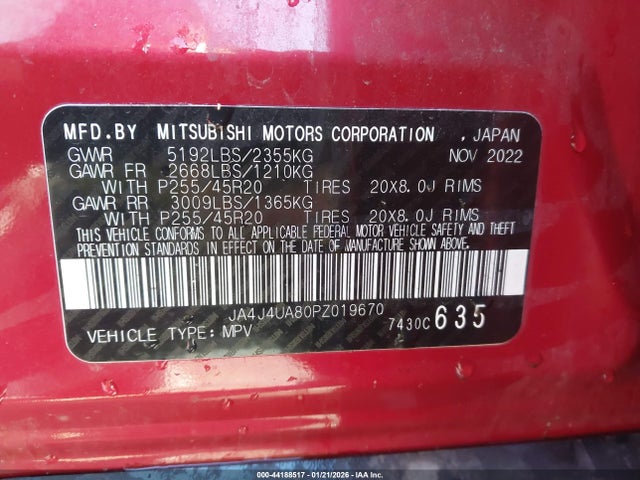 MFD.BY MITSUBISHI MOTORS CORPORATION , JAPAN
GVWR 5192LBS/2355KG NOV 2022
GAWR FR 2668LBS/1210KG
WITH P255/45R20 TIRES 20X8.0J RIMS
GAWR RR 3009LBS/1365KG
WITH P255/45R20 TIRES 20X8.0J RIMS
THIS VEHICLE CONFORMS TO ALL APPLICABLE FEDERAL MOTOR VEHICLE SAFETY AND THEFT
PREVENTION STANDARDS IN EFFECT ON THE DATE OF MANUFACTURE SHOWN ABOVE.
JA4J4UA80PZ019670
VEHICLE TYPE: MPV 7430C 635
000-44188517 - 01/21/2026 - IAAI Holdings, LLC